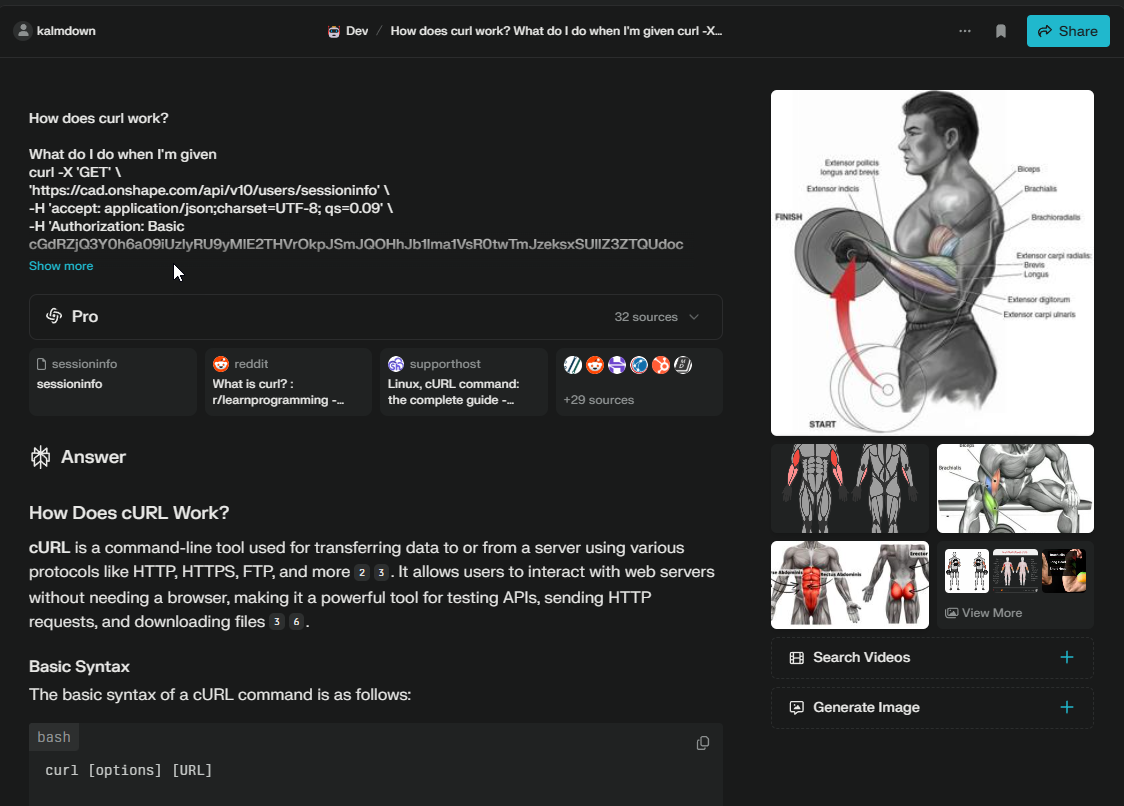 kalmdown
Dev / How does curl work? What do I do when I'm given curl -X...
Share
How does curl work?
What do I do when I'm given
curl -X 'GET' \
'https://cad.onshape.com/api/v10/users/sessioninfo' \
-H 'accept: application/json;charset=UTF-8; qs=0.09' \
-H 'Authorization: Basic
Show more
Pro
32 sources
sessioninfo
sessioninfo
reddit
What is curl? :
r/learnprogramming -...
supporthost
Linux, cURL command:
the complete guide -...
+29 sources
Answer
How Does cURL Work?
cURL is a command-line tool used for transferring data to or from a server using various
protocols like HTTP, HTTPS, FTP, and more 2 3 . It allows users to interact with web servers
without needing a browser, making it a powerful tool for testing APIs, sending HTTP
requests, and downloading files 3 6 .
Basic Syntax
The basic syntax of a cURL command is as follows:
bash
curl [options] [URL]
Extensor pollicis
longus and brevis
Extensor indicis
FINISH
Biceps
Brachialis
Brachioradialis
Extensor carpi radialis:
Brevis
Longus
Extensor digitorum
Extensor carpi ulnaris
START
Biceps
Brachialis
Rectus Abdominis
Erector
View More
Search Videos
Generate Image